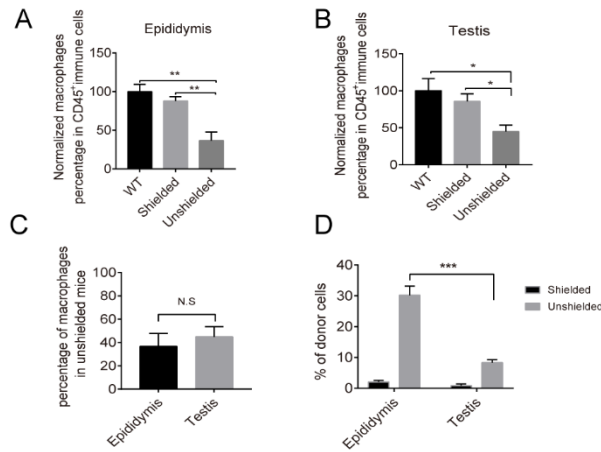 A
Epididymis
Normalized macrophages
percentage in CD45+immune cells
150
100
50
0
**
**
WT
Shielded
Unshielded
B
Testis
Normalized macrophages
percentage in CD45+immune cells
150
100
50
0
*
*
WT
Shielded
Unshielded
C
percentage of macrophages
in unshielded mice
100
80
60
40
20
0
N.S
Epididymis
Testis
D
% of donor cells
40
30
20
10
0
***
Epididymis
Testis
Shielded
Unshielded